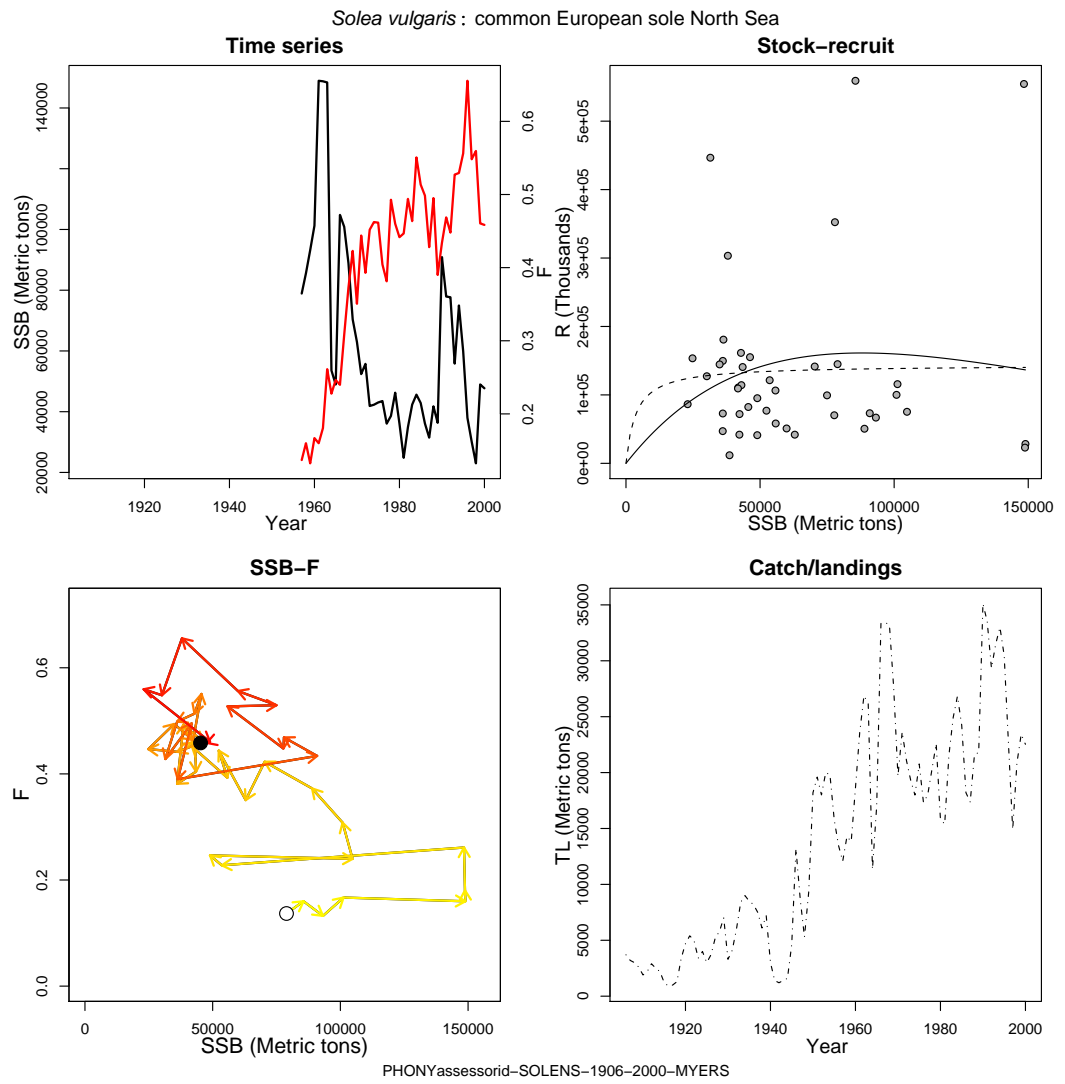 Solea vulgaris : common European sole North Sea
Time series
SSB (Metric tons)
20000 40000 60000 80000 100000 140000
F
0.2 0.3 0.4 0.5 0.6
1920 1940 1960 1980 2000
Year
Stock−recruit
R (Thousands)
0e+00 1e+05 2e+05 3e+05 4e+05 5e+05
0 50000 100000 150000
SSB (Metric tons)
SSB−F
F
0.0 0.2 0.4 0.6
0 50000 100000 150000
SSB (Metric tons)
Catch/landings
TL (Metric tons)
0 5000 10000 15000 20000 25000 30000 35000
1920 1940 1960 1980 2000
Year
PHONYassessorid−SOLENS−1906−2000−MYERS